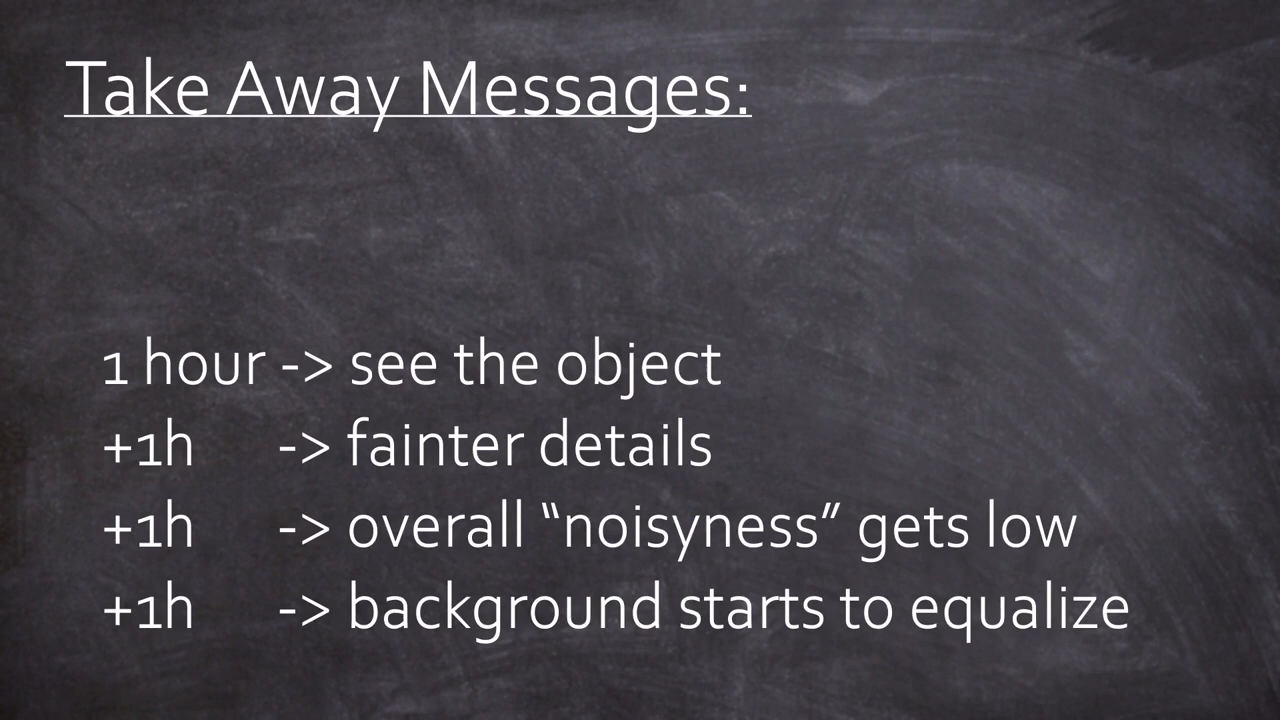 Take Away Messages:
1 hour -> see the object
+1h -> fainter details
+1h -> overall “noisyness” gets low
+1h -> background starts to equalize